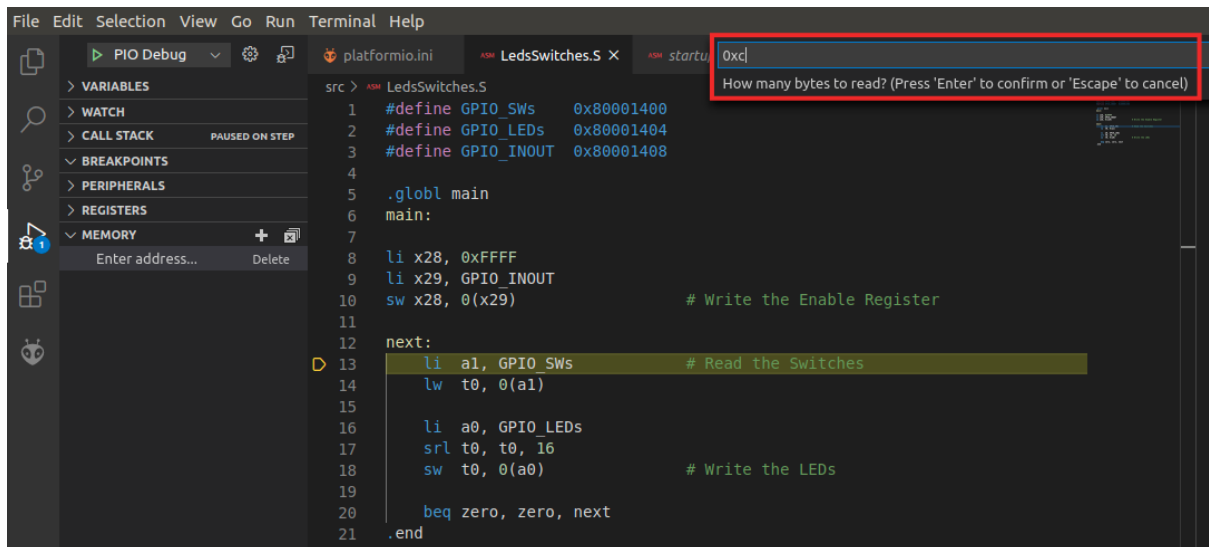 File Edit Selection View Go Run Terminal Help
PIO Debug
platformio.ini
ASM LedsSwitches.S
ASM startu
0xc
How many bytes to read? (Press 'Enter' to confirm or 'Escape' to cancel)
VARIABLES
WATCH
CALL STACK PAUSED ON STEP
BREAKPOINTS
PERIPHERALS
REGISTERS
MEMORY
Enter address... Delete
1
src > ASM LedsSwitches.S
1 #define GPIO_SWs 0x80001400
2 #define GPIO_LEDs 0x80001404
3 #define GPIO_INOUT 0x80001408
4
5 .globl main
6 main:
7
8 li x28, 0xFFFF
9 li x29, GPIO_INOUT
10 sw x28, 0(x29) # Write the Enable Register
11
12 next:
13 li a1, GPIO_SWs # Read the Switches
14 lw t0, 0(a1)
15
16 li a0, GPIO_LEDs
17 srl t0, t0, 16
18 sw t0, 0(a0) # Write the LEDs
19
20 beq zero, zero, next
21 .end